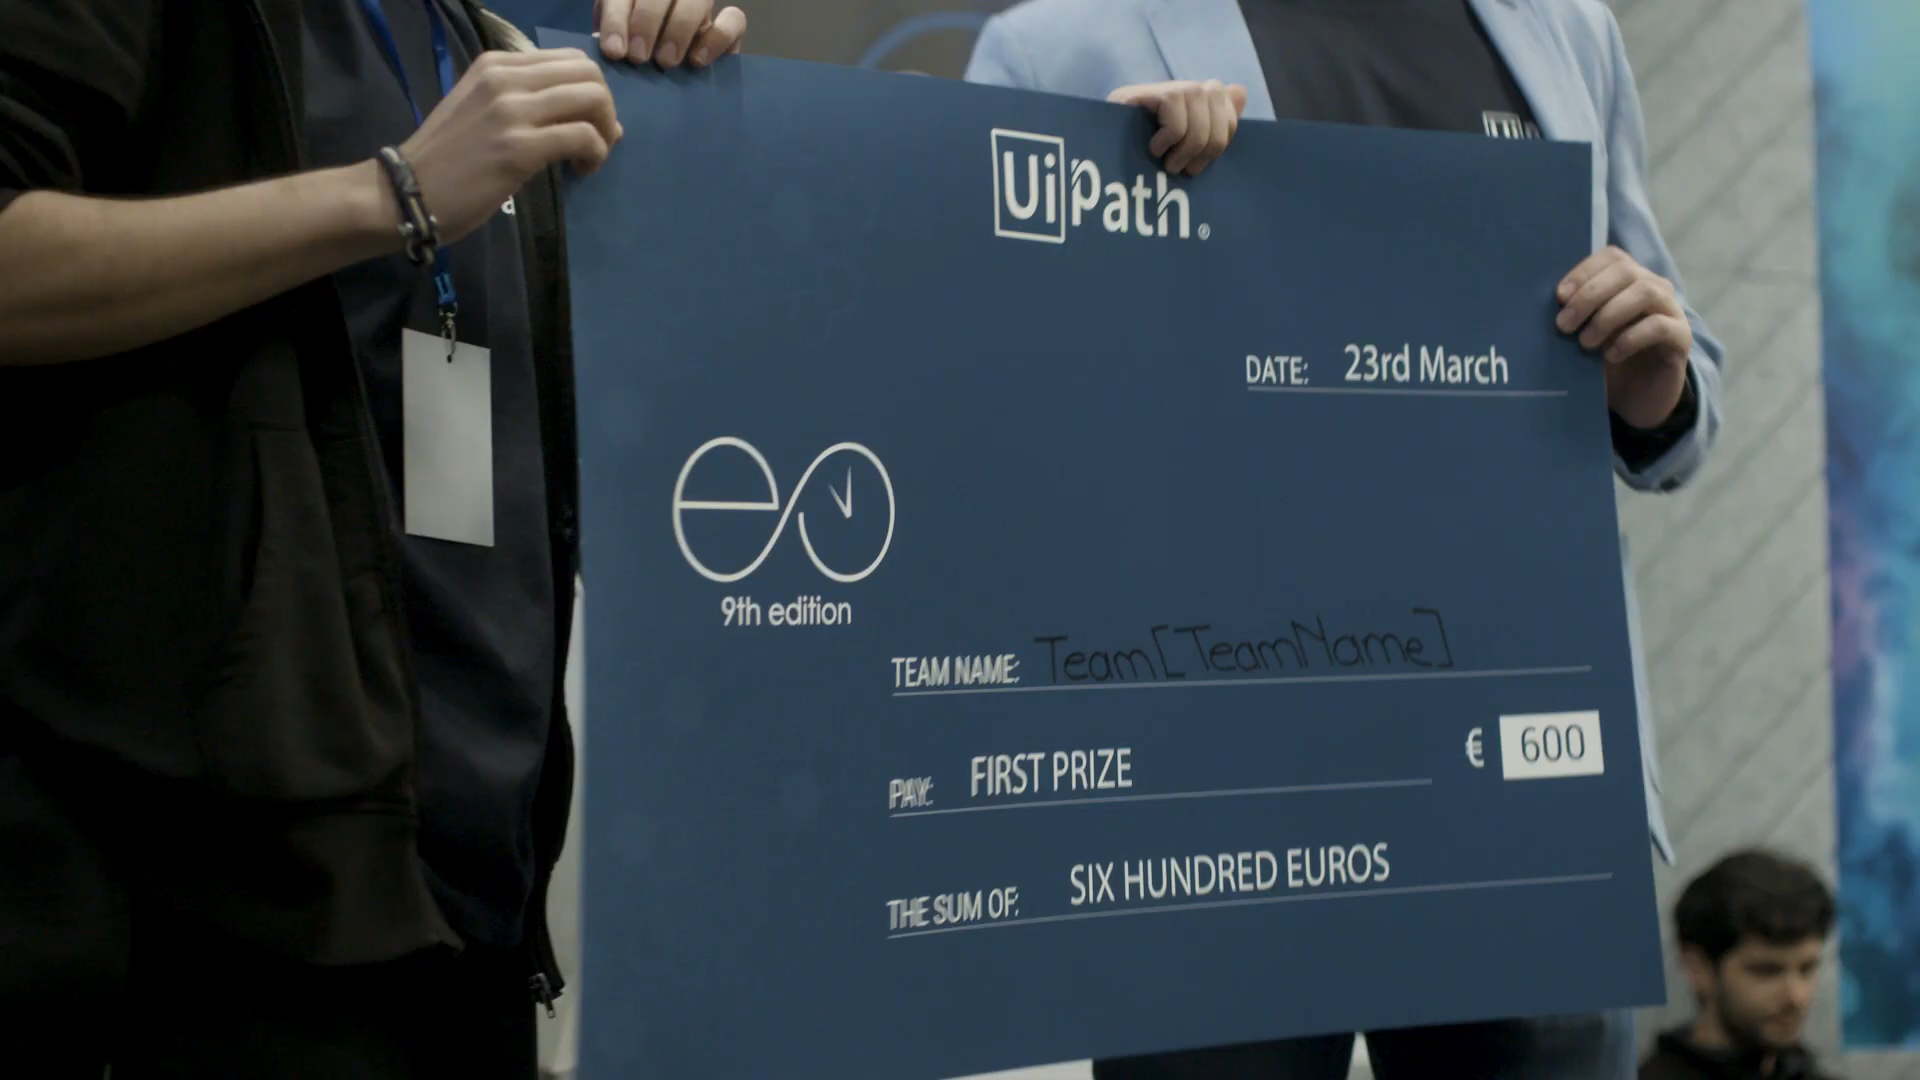 UiPath®
DATE: 23rd March
9th edition
TEAM NAME: Team[TeamName]
PAY: FIRST PRIZE € 600
THE SUM OF: SIX HUNDRED EUROS